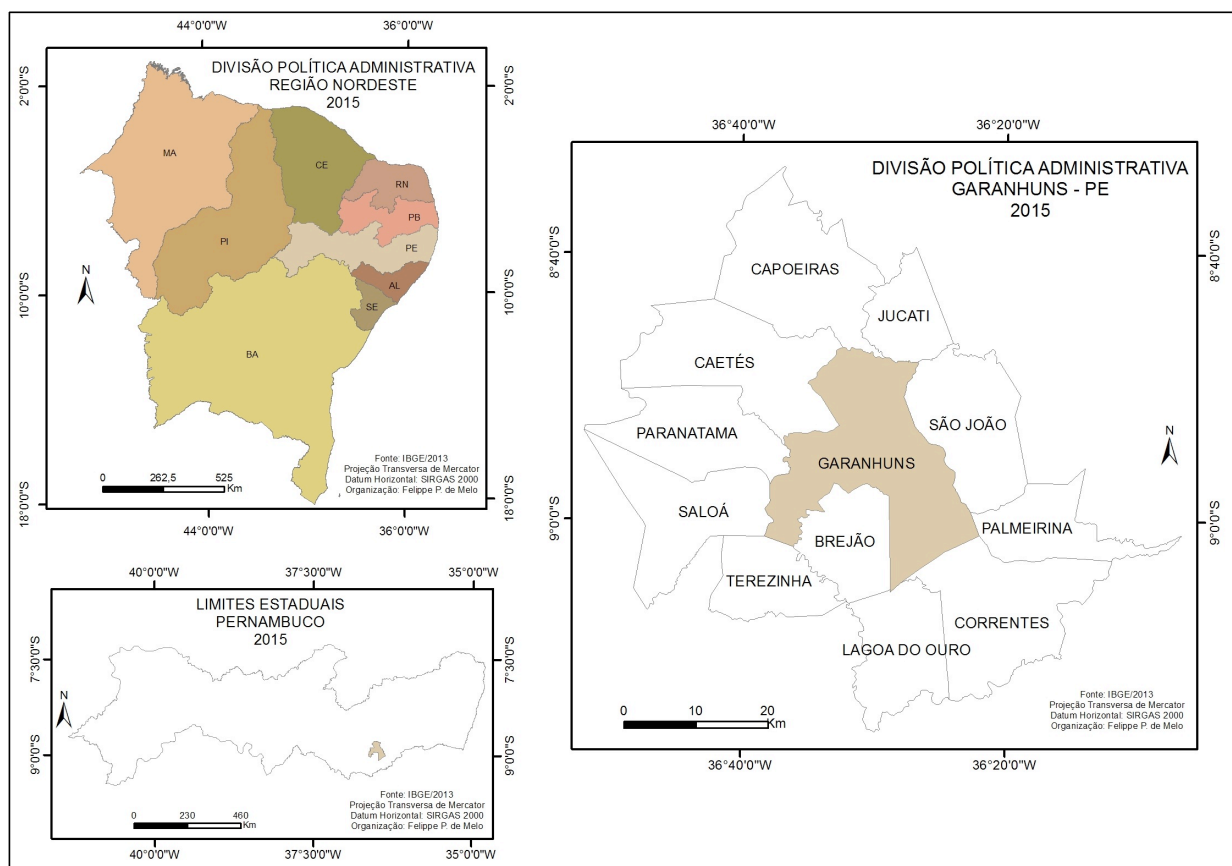 44°0'0"W 36°0'0"W
DIVISÃO POLÍTICA ADMINISTRATIVA
REGIÃO NORDESTE
2015
2°0'0"S 2°0'0"S
MA
CE
RN
PB
PI
PE
N
AL
10°0'0"S 10°0'0"S
SE
BA
Fonte: IBGE/2013
Projeção Transversa de Mercator
Datum Horizontal: SIRGAS 2000
Organização: Felippe P. de Melo
0 262,5 525
Km
18°0'0"S 18°0'0"S
44°0'0"W 36°0'0"W
40°0'0"W 37°30'0"W 35°0'0"W
LIMITES ESTADUAIS
PERNAMBUCO
2015
7°30'0"S 7°30'0"S
N
9°0'0"S 9°0'0"S
Fonte: IBGE/2013
Projeção Transversa de Mercator
Datum Horizontal: SIRGAS 2000
Organização: Felippe P. de Melo
0 230 460
Km
40°0'0"W 37°30'0"W 35°0'0"W
36°40'0"W 36°20'0"W
DIVISÃO POLÍTICA ADMINISTRATIVA
GARANHUNS - PE
2015
8°40'0"S 8°40'0"S
CAPOEIRAS
JUCATI
CAETÉS
SÃO JOÃO
PARANATAMA
N
GARANHUNS
SALOÁ
9°0'0"S 9°0'0"S
PALMEIRINA
BREJÃO
TEREZINHA
CORRENTES
LAGOA DO OURO
Fonte: IBGE/2013
Projeção Transversa de Mercator
Datum Horizontal: SIRGAS 2000
Organização: Felippe P. de Melo
0 10 20
Km
36°40'0"W 36°20'0"W